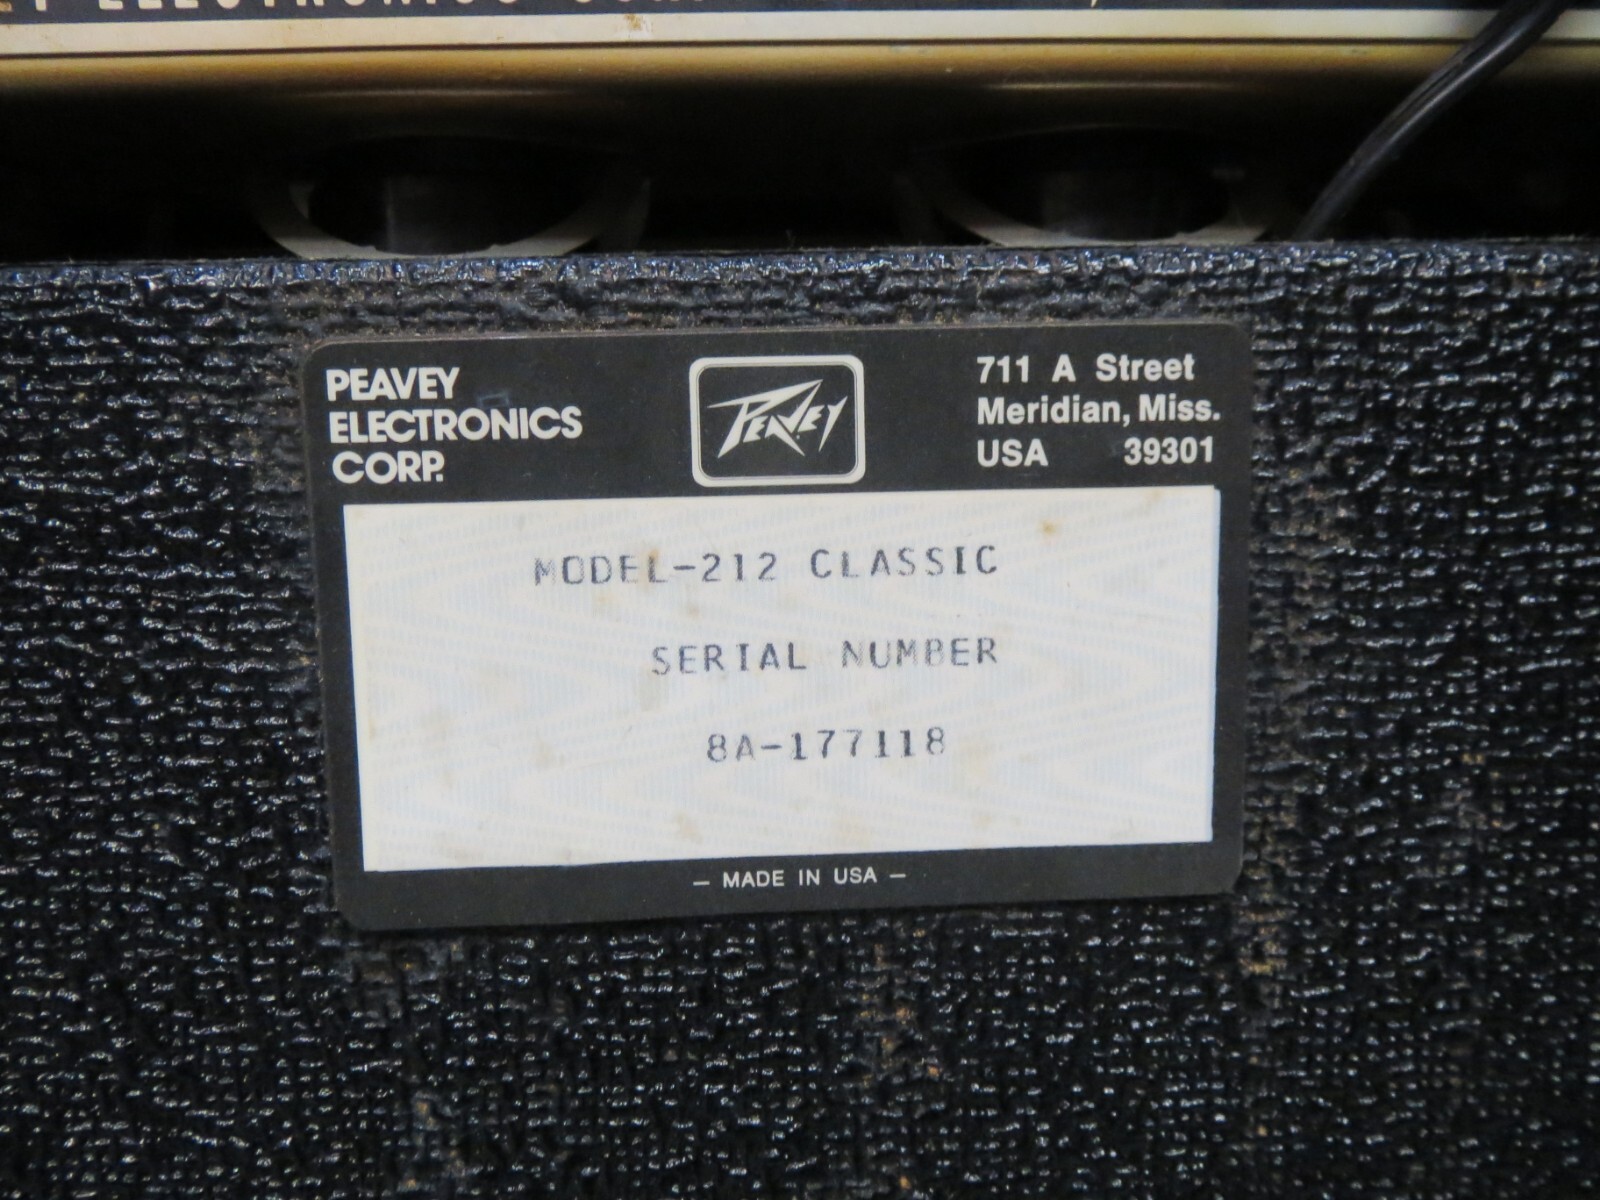 PEAVEY
ELECTRONICS
CORP.
PEAVEY
711 A Street
Meridian, Miss.
USA 39301
MODEL-212 CLASSIC
SERIAL NUMBER
8A-177118
— MADE IN USA —